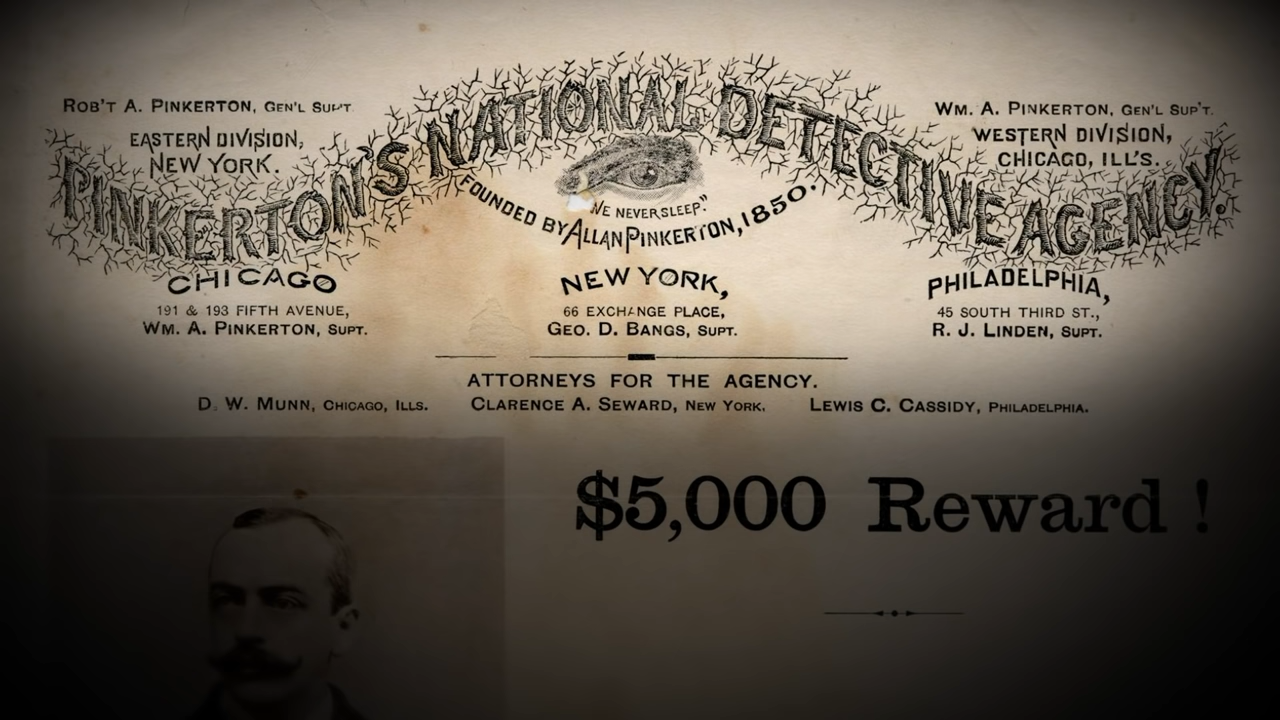 ROB'T A. PINKERTON, GEN'L SUP'T
EASTERN DIVISION,
NEW YORK.
WM. A. PINKERTON, GEN'L SUP'T.
WESTERN DIVISION,
CHICAGO, ILL'S.
PINKERTON'S NATIONAL DETECTIVE AGENCY.
WE NEVER SLEEP."
FOUNDED BY ALLAN PINKERTON, 1850.
CHICAGO
191 & 193 FIFTH AVENUE,
WM. A. PINKERTON, SUPT.
NEW YORK,
66 EXCHANGE PLACE,
GEO. D. BANGS, SUPT.
PHILADELPHIA,
45 SOUTH THIRD ST.,
R. J. LINDEN, SUPT.
ATTORNEYS FOR THE AGENCY.
D. W. MUNN, CHICAGO, ILLS. CLARENCE A. SEWARD, NEW YORK. LEWIS C. CASSIDY, PHILADELPHIA.
$5,000 Reward !